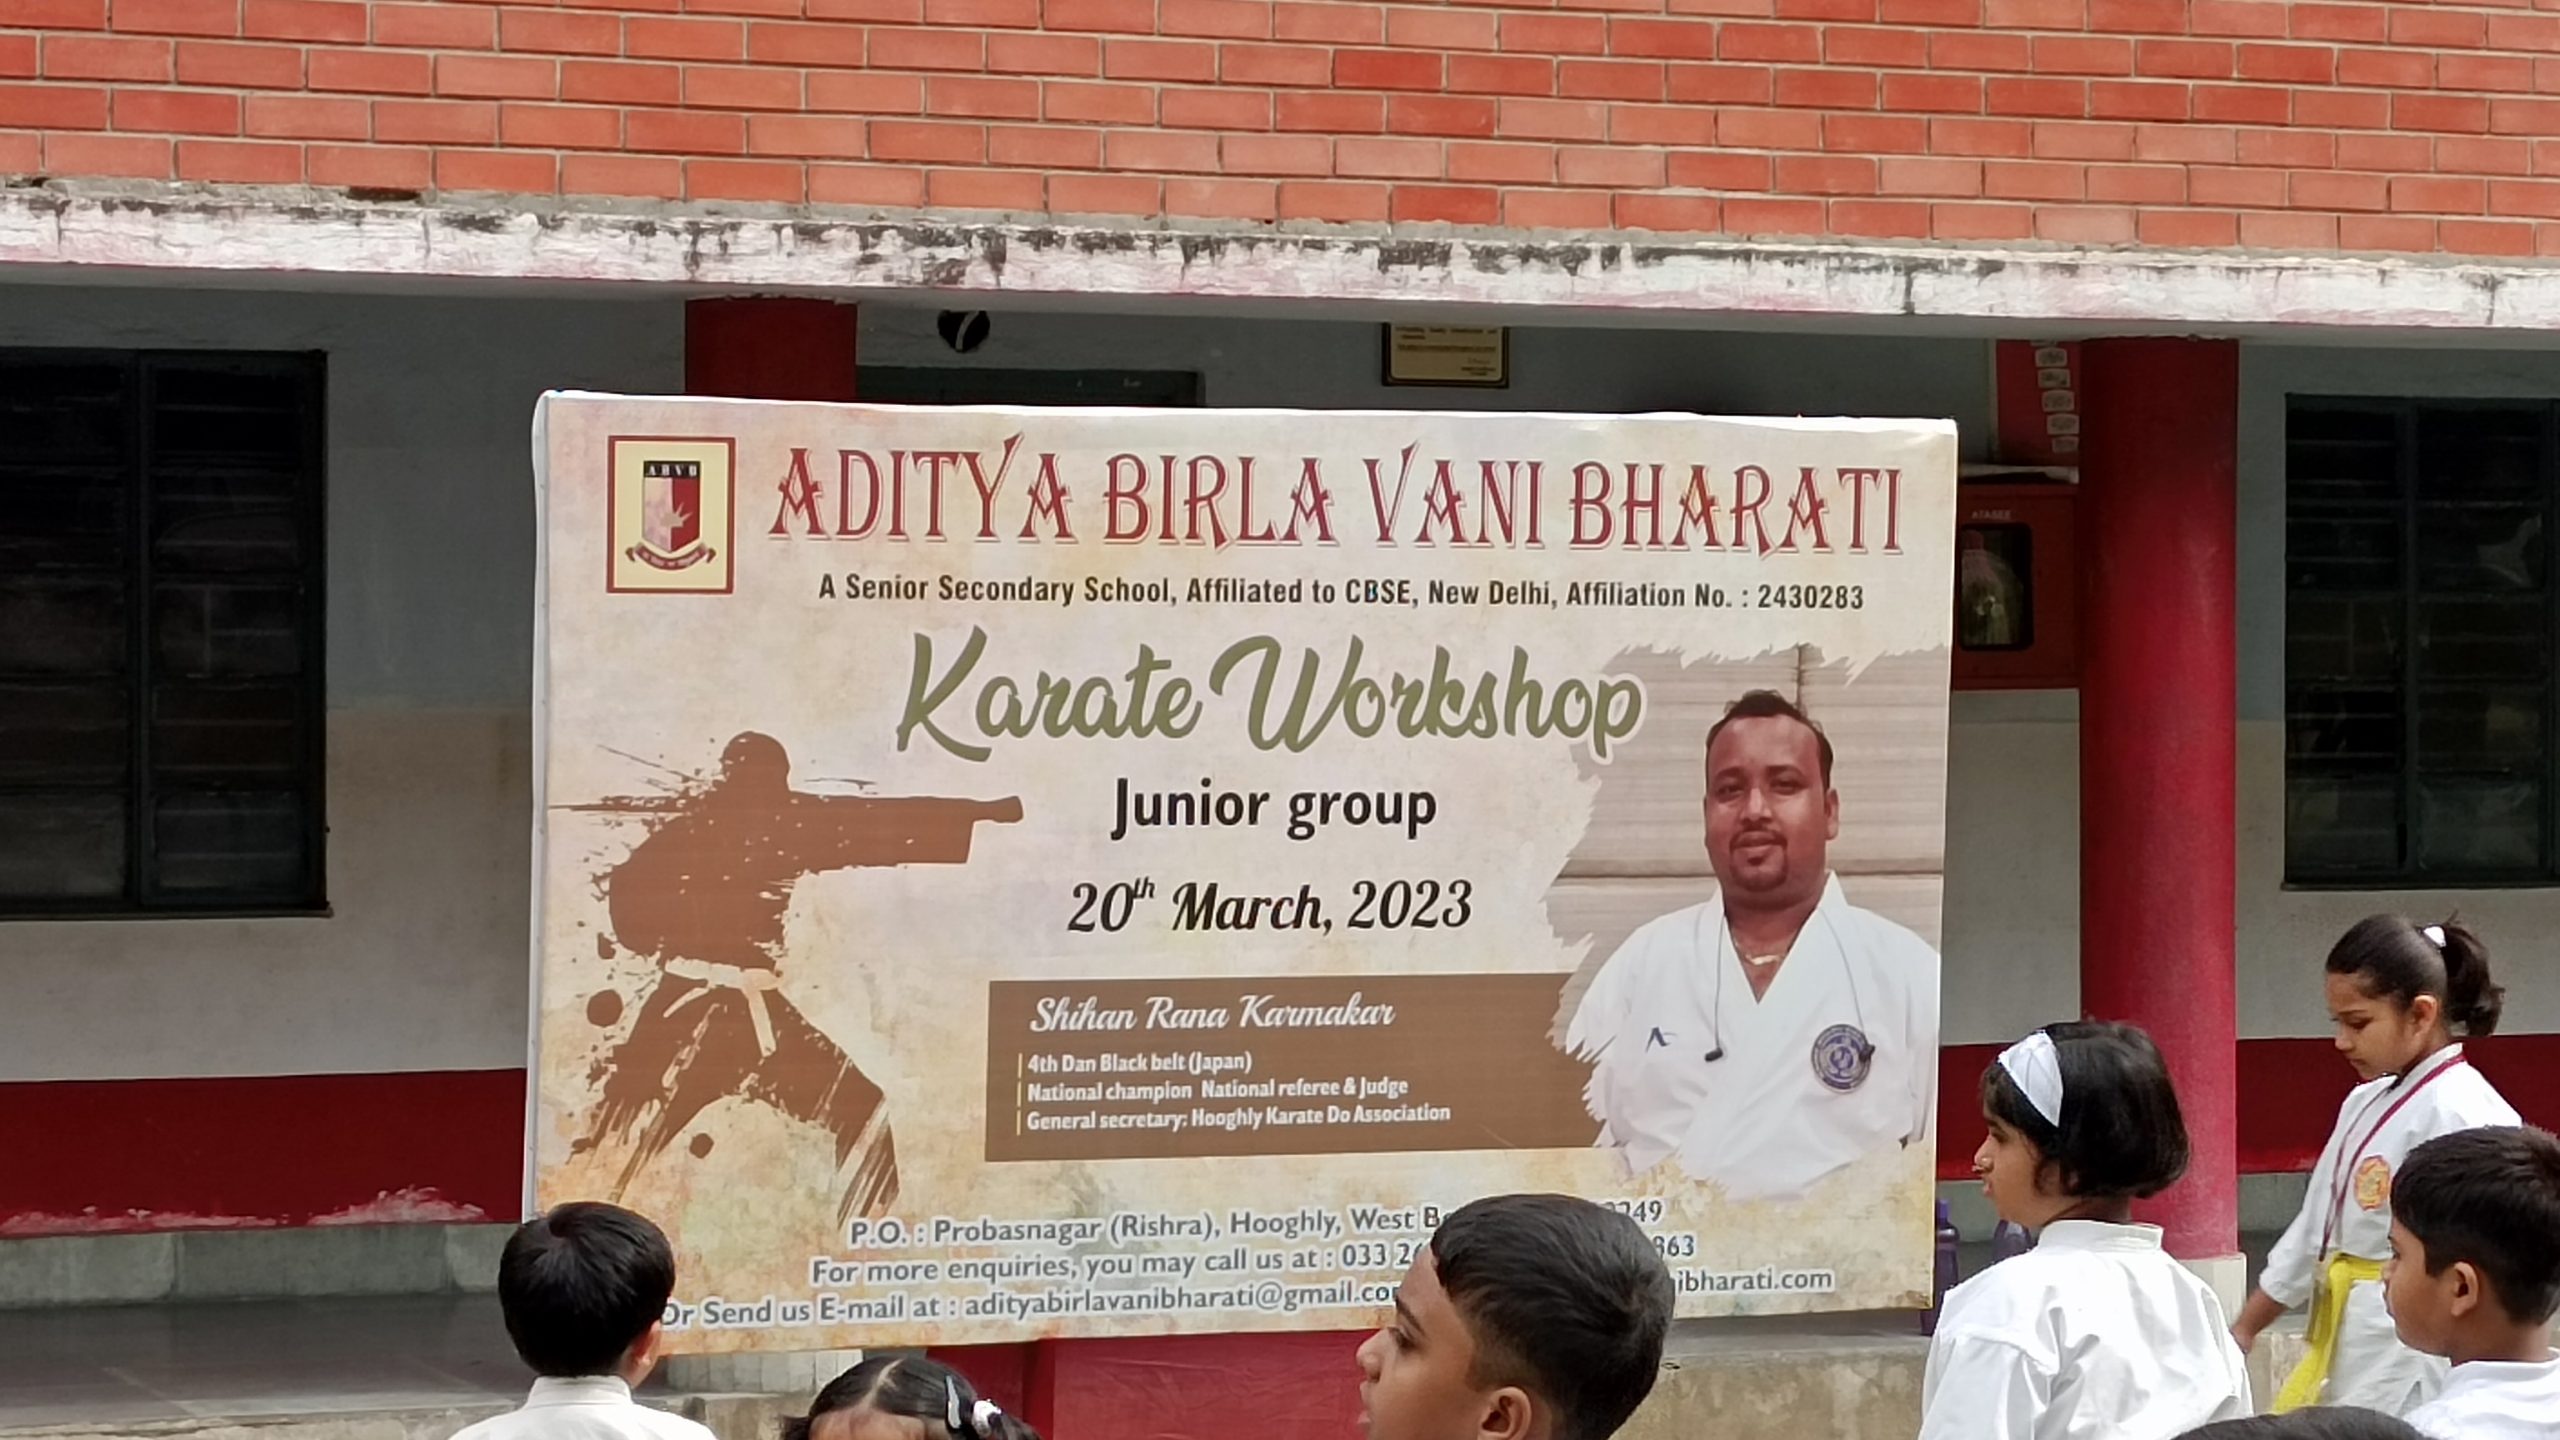 ABVB
ADITYA BIRLA VANI BHARATI
A Senior Secondary School, Affiliated to CBSE, New Delhi, Affiliation No. : 2430283
Karate Workshop
Junior group
20th March, 2023
Shihan Rana Karmakar
4th Dan Black belt (Japan)
National champion National referee & Judge
General secretary: Hooghly Karate Do Association
P.O. : Probasnagar (Rishra), Hooghly, West
For more enquiries, you may call us at : 033
Or Send us E-mail at : adityabirlavanibharati@gmail.co
ATASEE